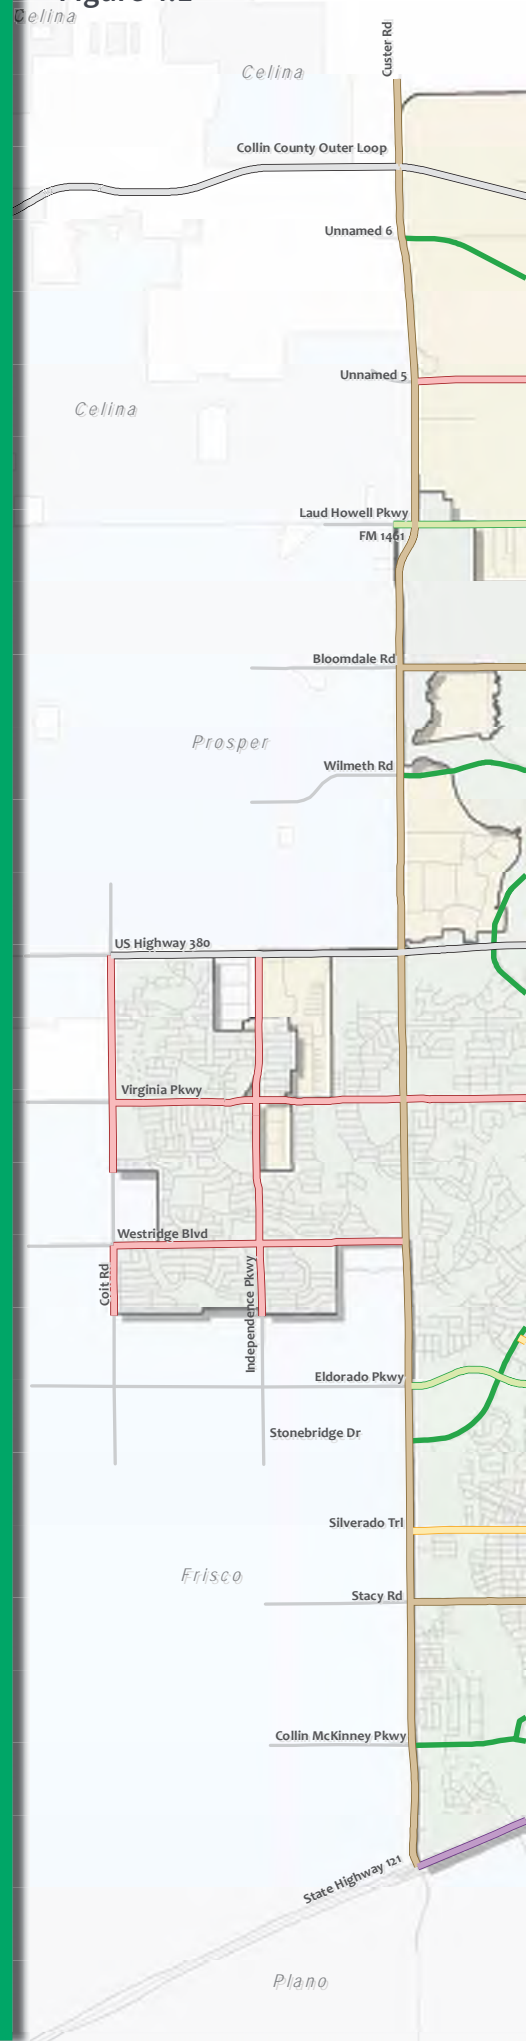 Celina
Custer Rd
Celina
Collin County Outer Loop
Unnamed 6
Unnamed 5
Celina
Laud Howell Pkwy
FM 1461
Bloomdale Rd
Prosper
Wilmeth Rd
US Highway 380
Virginia Pkwy
Westridge Blvd
Coit Rd
Independence Pkwy
Eldorado Pkwy
Stonebridge Dr
Silverado Trl
Frisco
Stacy Rd
Collin McKinney Pkwy
State Highway 121
Plano